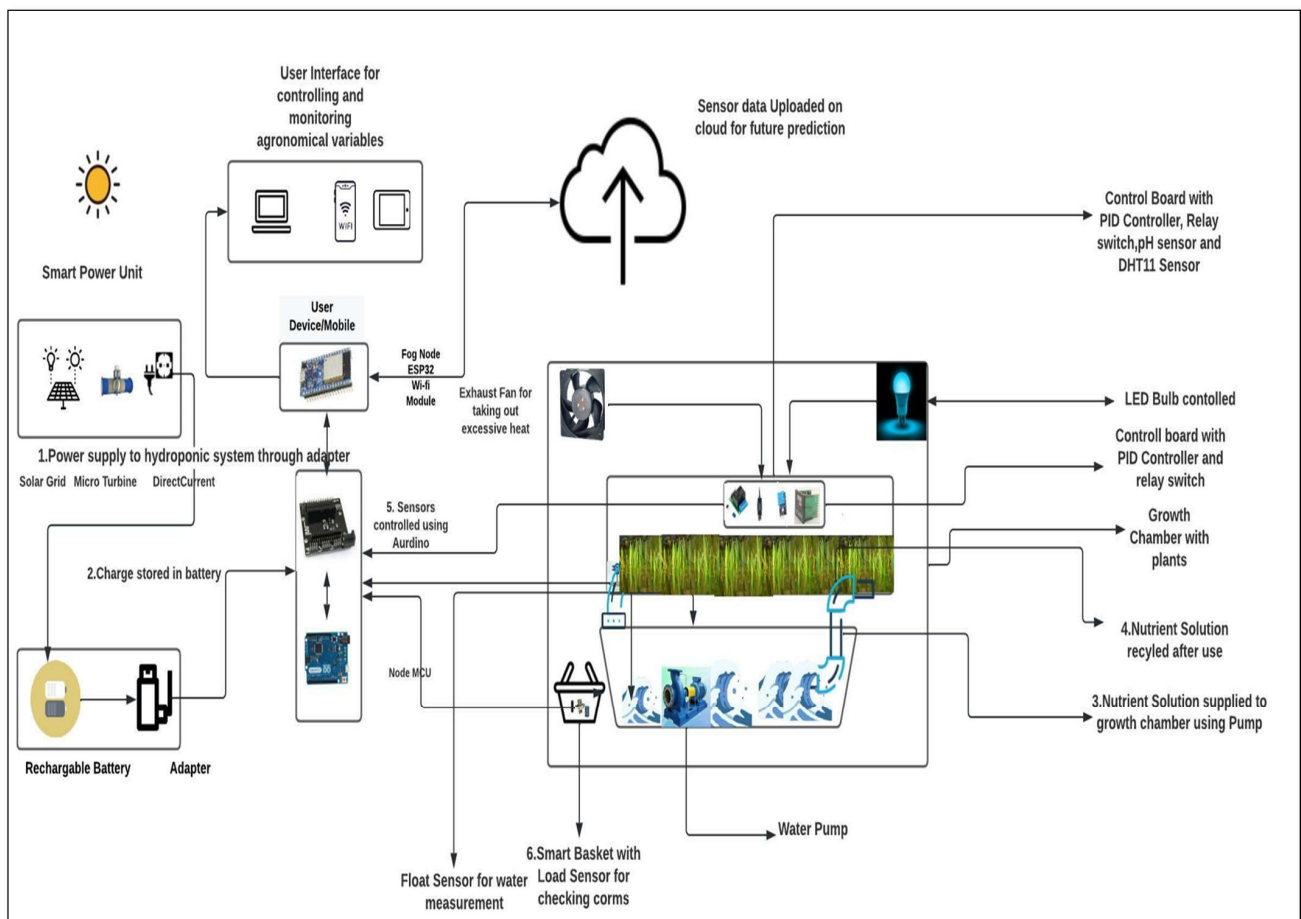 User Interface for
controlling and
monitoring
agronomical variables
Sensor data Uploaded on
cloud for future prediction
WIFI
Control Board with
PID Controller, Relay
switch,pH sensor and
DHT11 Sensor
Smart Power Unit
User
Device/Mobile
Fog Node
ESP32
Wi-fi
Module
Exhaust Fan for
taking out
excessive heat
LED Bulb contolled
1.Power supply to hydroponic system through adapter
Solar Grid Micro Turbine DirectCurrent
Controll board with
PID Controller and
relay switch
5. Sensors
controlled using
Aurdino
Growth
Chamber with
plants
2.Charge stored in battery
4.Nutrient Solution
recyled after use
Node MCU
3.Nutrient Solution supplied to
growth chamber using Pump
Rechargable Battery Adapter
Water Pump
Float Sensor for water
measurement
6.Smart Basket with
Load Sensor for
checking corms